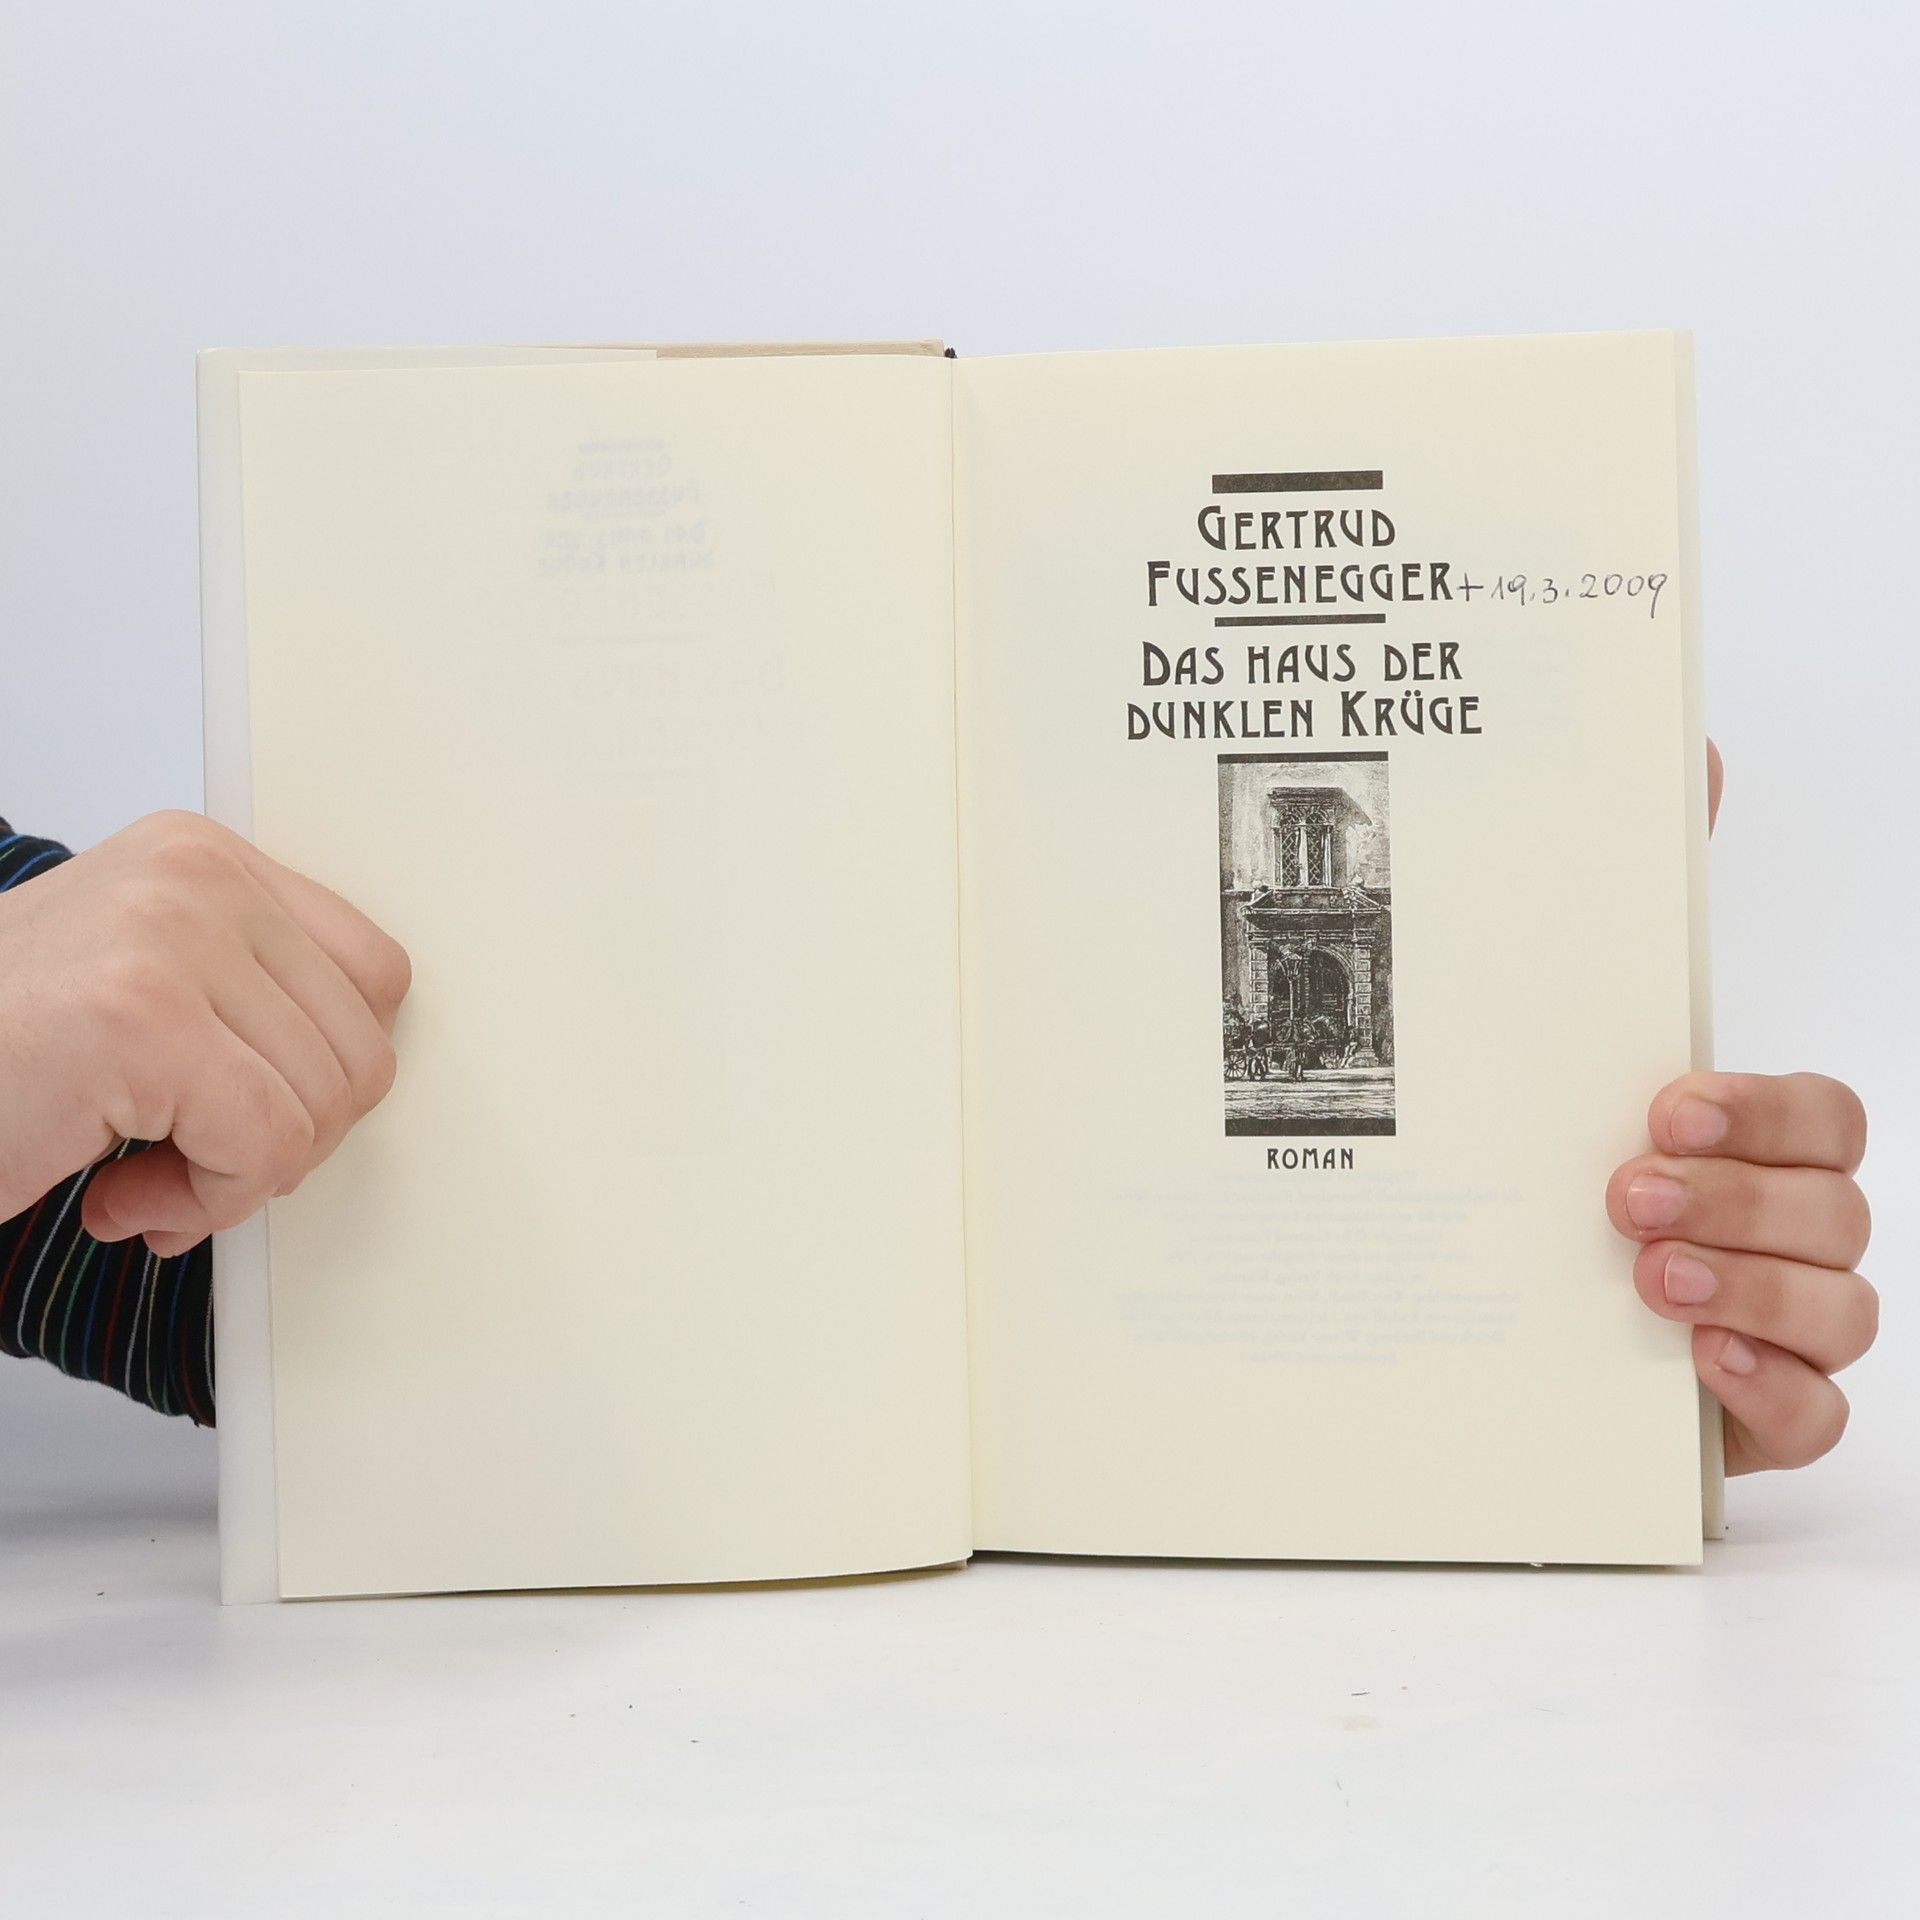 GERTRUD
FUSSENEGGER + 19.3.2009
DAS HAUS DER
DUNKLEN KRÜGE
ROMAN